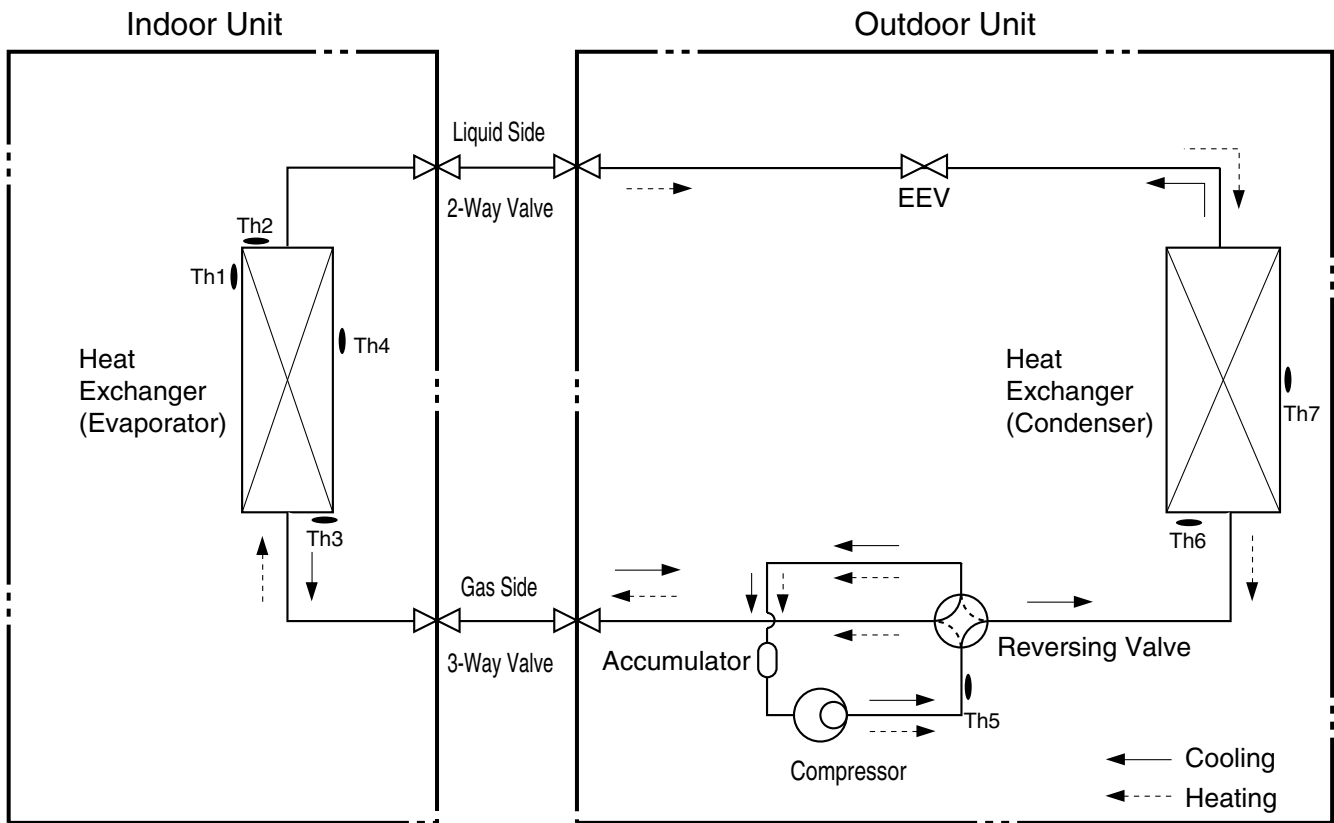 Indoor Unit
Outdoor Unit
Liquid Side
2-Way Valve
EEV
Th2
Th1
Th4
Heat
Exchanger
(Evaporator)
Th3
Heat
Exchanger
(Condenser)
Th7
Th6
Gas Side
3-Way Valve
Accumulator
Reversing Valve
Th5
Compressor
Cooling
Heating